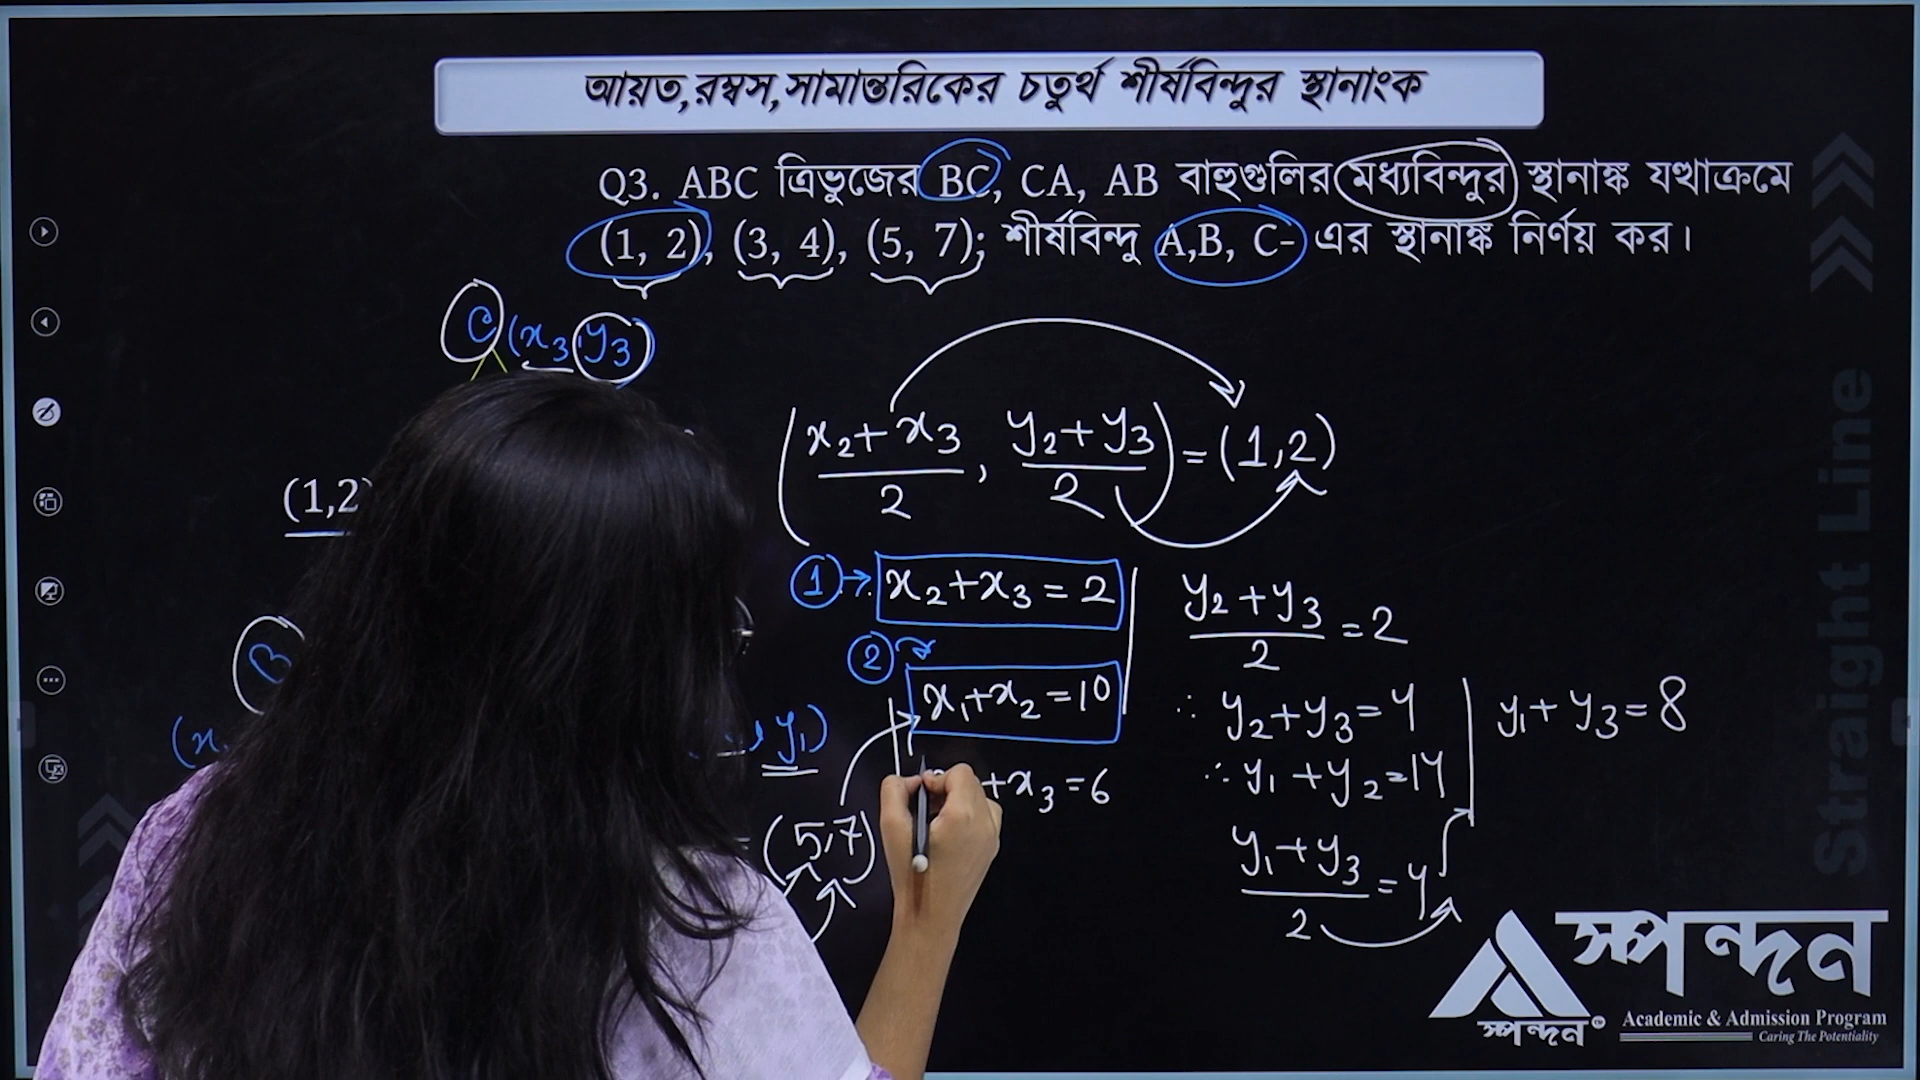 আয়ত,রম্বস,সামান্তরিকের চতুর্থ শীর্ষবিন্দুর স্থানাংক
Q3. ABC ত্রিভুজের BC, CA, AB বাহুগুলির মধ্যবিন্দুর স্থানাঙ্ক যথাক্রমে
(1, 2), (3, 4), (5, 7); শীর্ষবিন্দু A,B, C- এর স্থানাঙ্ক নির্ণয় কর।
C (x₃ y₃)
(x₂+x₃/2, y₂+y₃/2) = (1,2)
(1,2)
① → x₂+x₃ = 2
y₂+y₃/2 = 2
② x₁+x₂ = 10
B
(x
y₁)
∴ y₂+y₃=4
y₁+y₃=8
∴ y₁+y₂=14
+x₃=6
= (5,7)
y₁+y₃/2 = 4
Straight Line
স্পন্দন
স্পন্দন
Academic & Admission Program
Caring The Potentiality